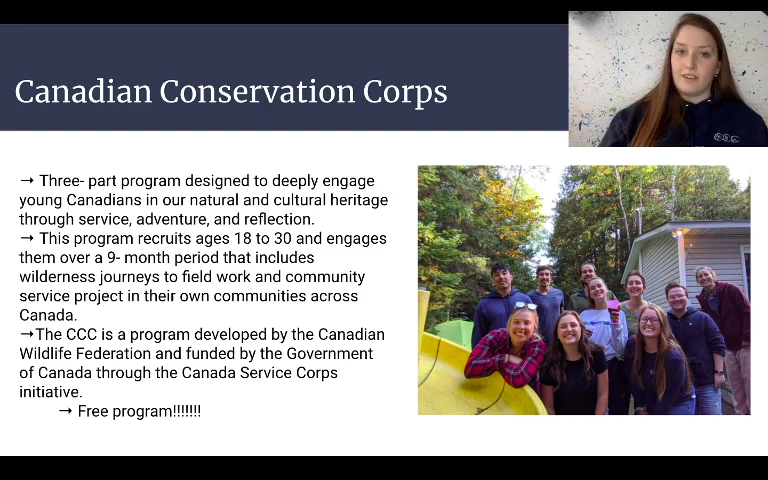 Canadian Conservation Corps
→ Three- part program designed to deeply engage
young Canadians in our natural and cultural heritage
through service, adventure, and reflection.
→ This program recruits ages 18 to 30 and engages
them over a 9- month period that includes
wilderness journeys to field work and community
service project in their own communities across
Canada.
→The CCC is a program developed by the Canadian
Wildlife Federation and funded by the Government
of Canada through the Canada Service Corps
initiative.
→ Free program!!!!!!!